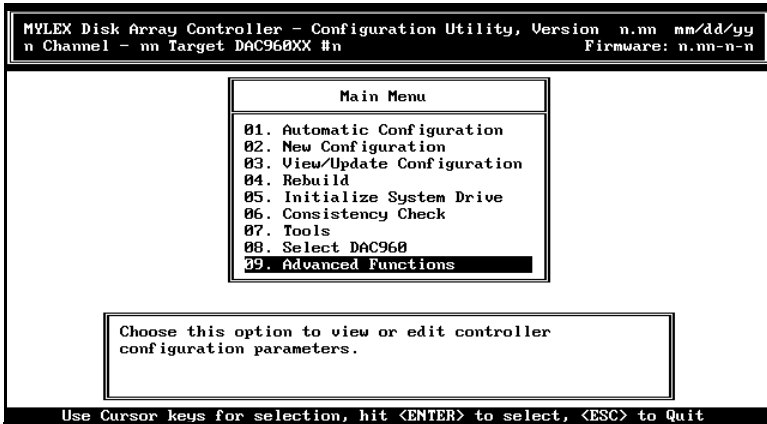 MYLEX Disk Array Controller – Configuration Utility, Version n.nn mm/dd/yy
n Channel – nn Target DAC960XX #n Firmware: n.nn-n-n
Main Menu
01. Automatic Configuration
02. New Configuration
03. View/Update Configuration
04. Rebuild
05. Initialize System Drive
06. Consistency Check
07. Tools
08. Select DAC960
09. Advanced Functions
Choose this option to view or edit controller
configuration parameters.
Use Cursor keys for selection, hit <ENTER> to select, <ESC> to Quit